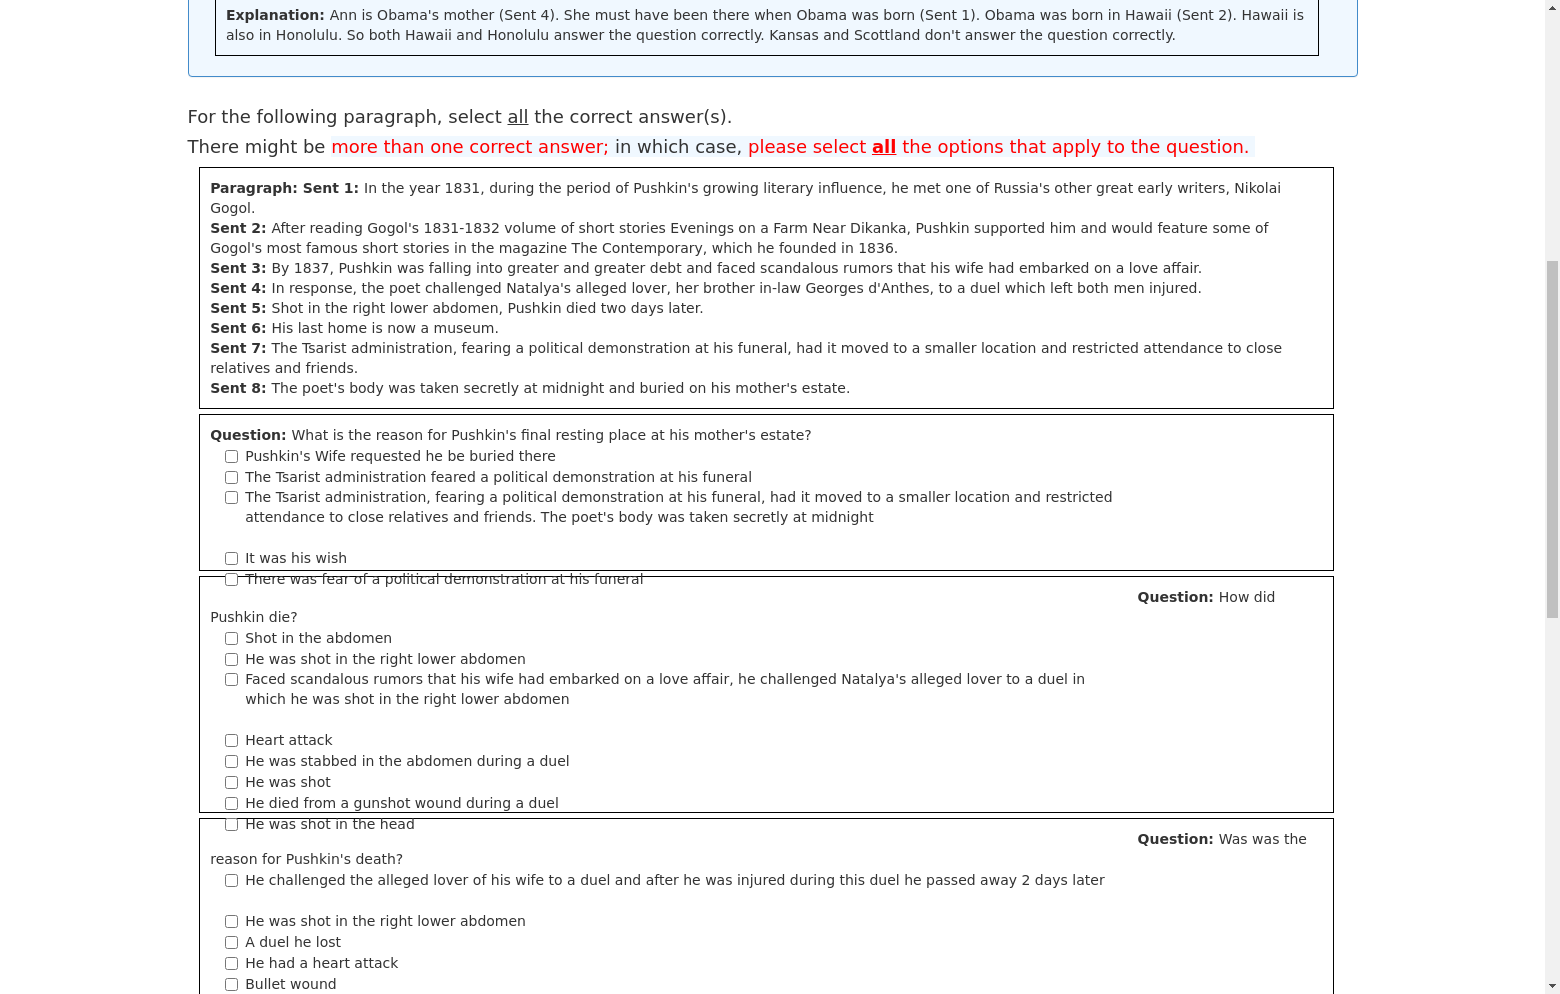 Explanation: Ann is Obama's mother (Sent 4). She must have been there when Obama was born (Sent 1). Obama was born in Hawaii (Sent 2). Hawaii is
also in Honolulu. So both Hawaii and Honolulu answer the question correctly. Kansas and Scottland don't answer the question correctly.
For the following paragraph, select all the correct answer(s).
There might be more than one correct answer; in which case, please select all the options that apply to the question.
Paragraph: Sent 1: In the year 1831, during the period of Pushkin's growing literary influence, he met one of Russia's other great early writers, Nikolai
Gogol.
Sent 2: After reading Gogol's 1831-1832 volume of short stories Evenings on a Farm Near Dikanka, Pushkin supported him and would feature some of
Gogol's most famous short stories in the magazine The Contemporary, which he founded in 1836.
Sent 3: By 1837, Pushkin was falling into greater and greater debt and faced scandalous rumors that his wife had embarked on a love affair.
Sent 4: In response, the poet challenged Natalya's alleged lover, her brother in-law Georges d'Anthes, to a duel which left both men injured.
Sent 5: Shot in the right lower abdomen, Pushkin died two days later.
Sent 6: His last home is now a museum.
Sent 7: The Tsarist administration, fearing a political demonstration at his funeral, had it moved to a smaller location and restricted attendance to close
relatives and friends.
Sent 8: The poet's body was taken secretly at midnight and buried on his mother's estate.
Question: What is the reason for Pushkin's final resting place at his mother's estate?
Pushkin's Wife requested he be buried there
The Tsarist administration feared a political demonstration at his funeral
The Tsarist administration, fearing a political demonstration at his funeral, had it moved to a smaller location and restricted
attendance to close relatives and friends. The poet's body was taken secretly at midnight
It was his wish
There was fear of a political demonstration at his funeral
Question: How did
Pushkin die?
Shot in the abdomen
He was shot in the right lower abdomen
Faced scandalous rumors that his wife had embarked on a love affair, he challenged Natalya's alleged lover to a duel in
which he was shot in the right lower abdomen
Heart attack
He was stabbed in the abdomen during a duel
He was shot
He died from a gunshot wound during a duel
He was shot in the head
Question: Was was the
reason for Pushkin's death?
He challenged the alleged lover of his wife to a duel and after he was injured during this duel he passed away 2 days later
He was shot in the right lower abdomen
A duel he lost
He had a heart attack
Bullet wound